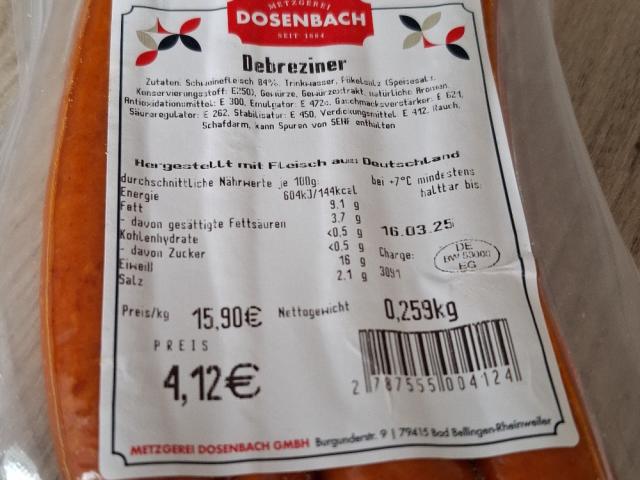 METZGEREI
DOSENBACH
SEIT 1884
Debreziner
Zutaten: Schweinefleisch 84%, Trinkwasser, Pökelsalz (Speisesalz,
Konservierungsstoff: E250), Gewürze, Gewürzextrakt, natürliche Aromen,
Antioxidationsmittel: E 300, Emulgator: E 472c, Geschmacksverstärker: E 621,
Säureregulator: E 262, Stabilisator: E 450, Verdickungsmittel E 412, Rauch,
Schafdarm, kann Spuren von SENF enthalten
Hergestellt mit Fleisch aus Deutschland
durchschnittliche Nährwerte je 100g:
Energie 604kJ/144kcal
Fett 9.1 g
- davon gesättigte Fettsäuren 3.7 g
Kohlenhydrate <0.5 g
- davon Zucker <0.5 g
Eiweiß 16 g
Salz 2.1 g
bei +7°C mindestens
haltbar bis:
16.03.25
Charge: 3091
DE
BW 53000
EG
Preis/kg 15,90€ Nettogewicht 0,259kg
PREIS
4,12€
2 787555 004124
METZGEREI DOSENBACH GMBH Burgunderstr. 9 | 79415 Bad Bellingen-Rheinweiler